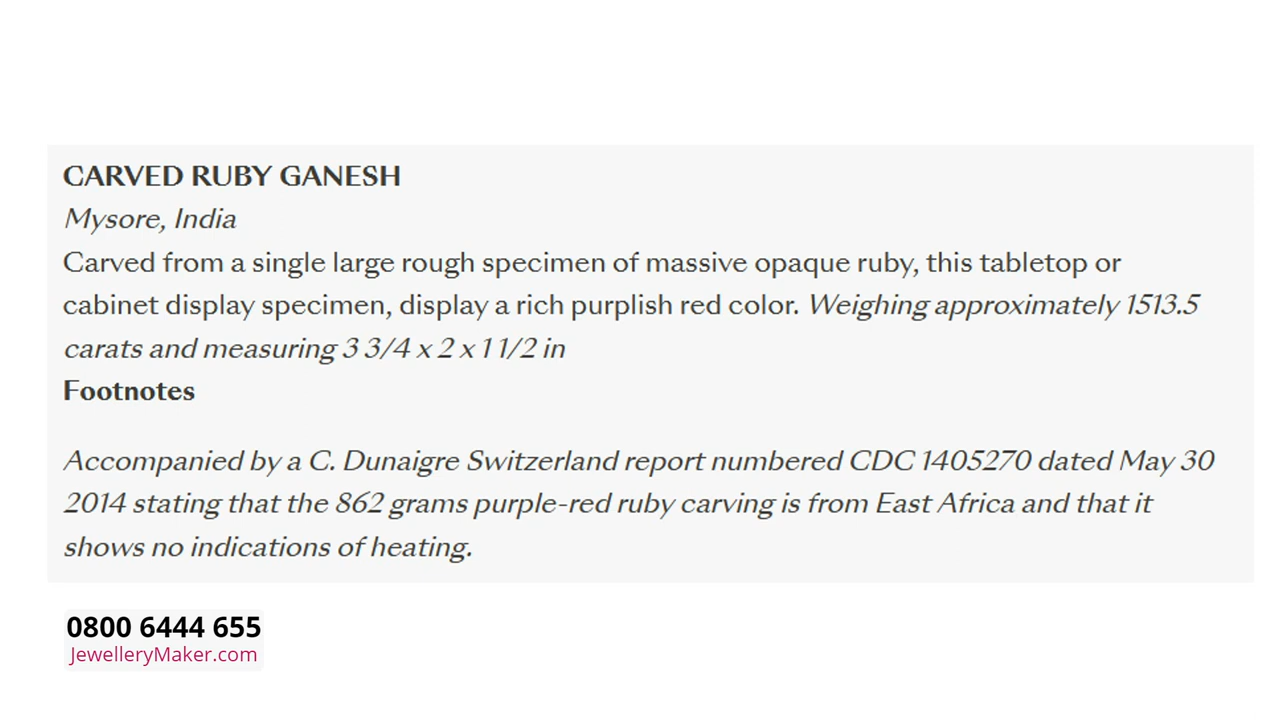 CARVED RUBY GANESH
Mysore, India
Carved from a single large rough specimen of massive opaque ruby, this tabletop or
cabinet display specimen, display a rich purplish red color. Weighing approximately 1513.5
carats and measuring 3 3/4 x 2 x 1 1/2 in
Footnotes
Accompanied by a C. Dunaigre Switzerland report numbered CDC 1405270 dated May 30
2014 stating that the 862 grams purple-red ruby carving is from East Africa and that it
shows no indications of heating.
0800 6444 655
JewelleryMaker.com